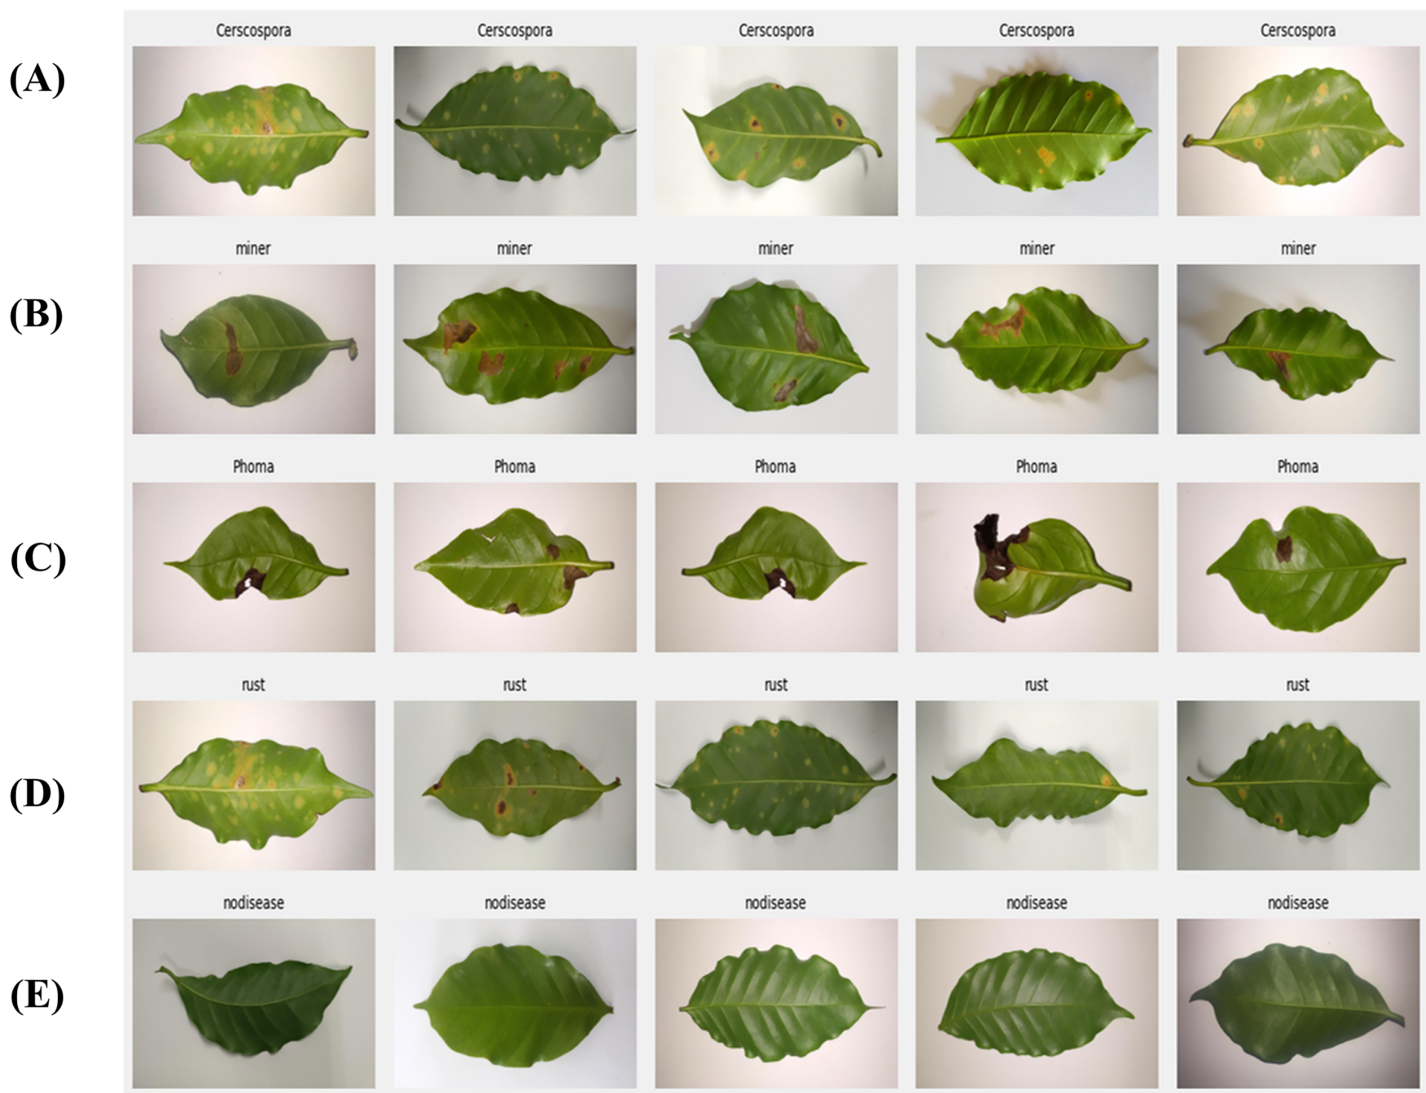 (A)
Cerscospora Cerscospora Cerscospora Cerscospora Cerscospora
(B)
miner miner miner miner miner
(C)
Phoma Phoma Phoma Phoma Phoma
(D)
rust rust rust rust rust
(E)
nodisease nodisease nodisease nodisease nodisease